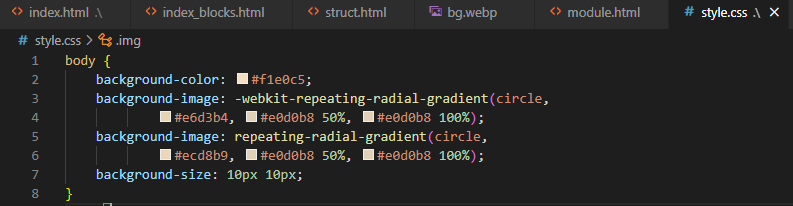 index.html .\ index_blocks.html struct.html bg.webp module.html # style.css .\ ×
# style.css > .img
1 body {
2 background-color: #f1e0c5;
3 background-image: -webkit-repeating-radial-gradient(circle,
4 #e6d3b4, #e0d0b8 50%, #e0d0b8 100%);
5 background-image: repeating-radial-gradient(circle,
6 #ecd8b9, #e0d0b8 50%, #e0d0b8 100%);
7 background-size: 10px 10px;
8 }